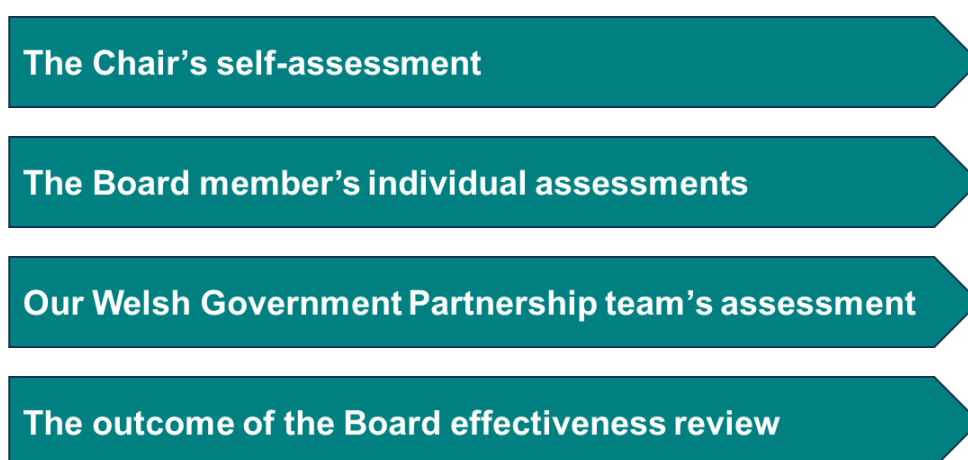 The Chair’s self-assessment
The Board member’s individual assessments
Our Welsh Government Partnership team’s assessment
The outcome of the Board effectiveness review